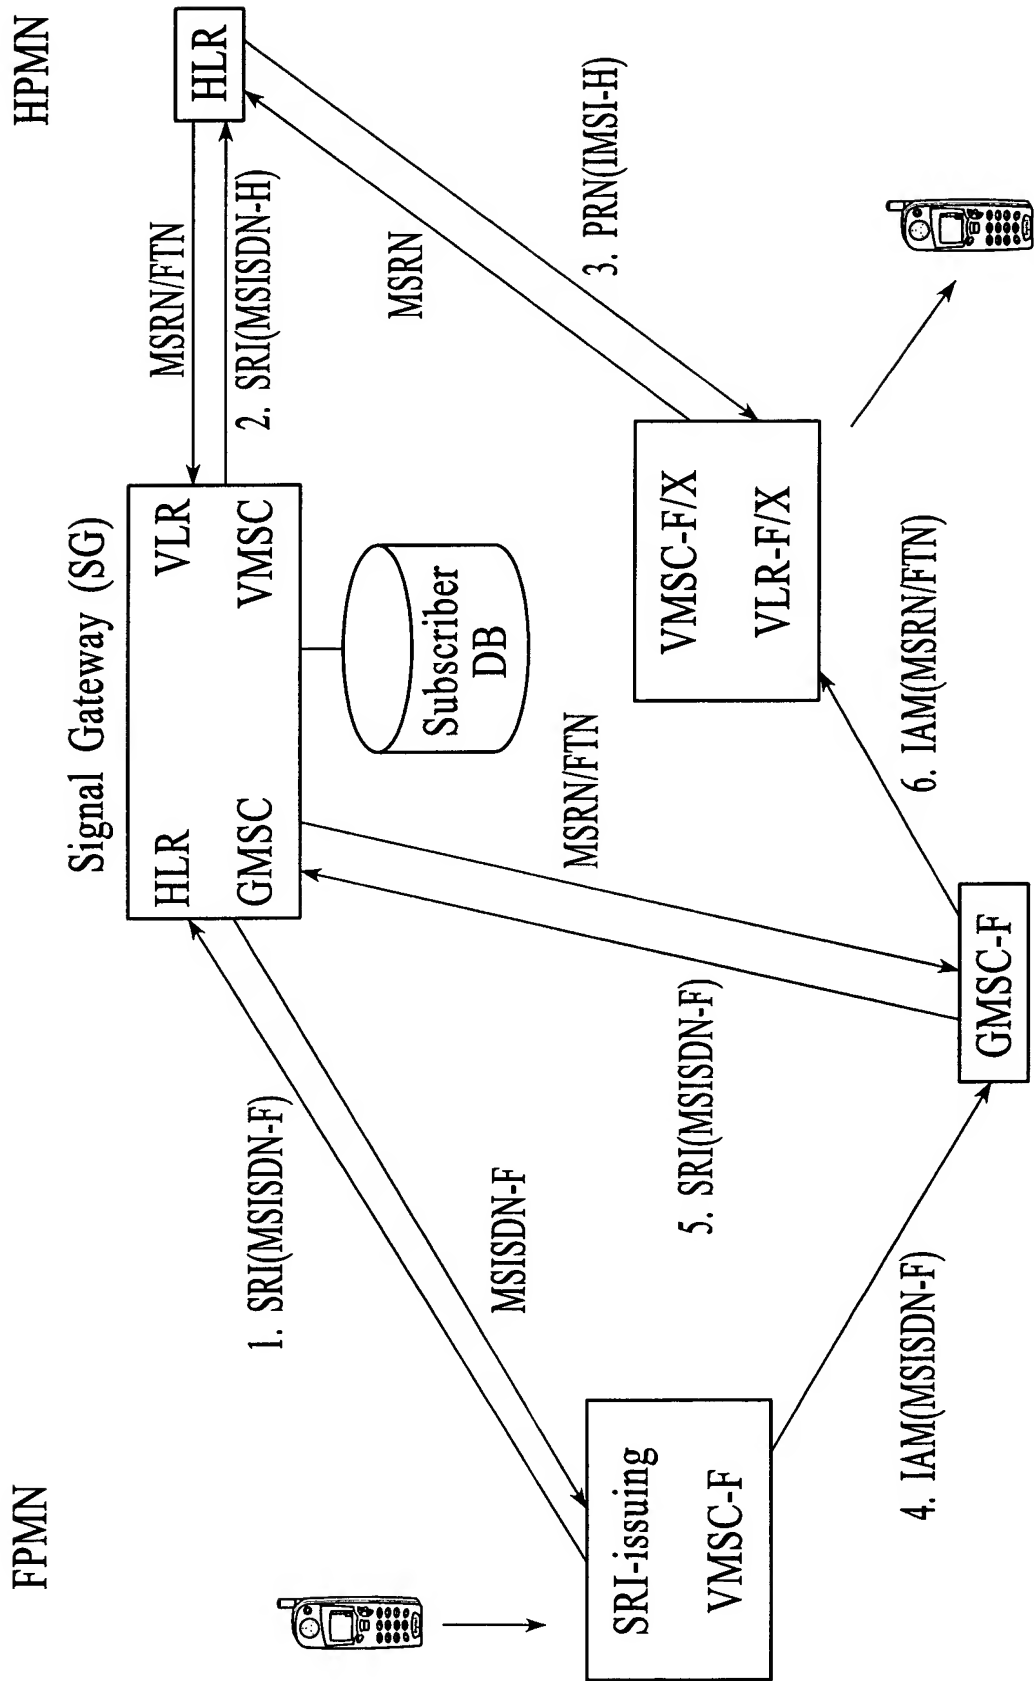 FPMN
HPMN
Signal Gateway (SG)
HLR
VLR
GMSC
VMSC
Subscriber
DB
HLR
MSRN/FTN
2. SRI(MSISDN-H)
1. SRI(MSISDN-F)
MSISDN-F
MSRN/FTN
5. SRI(MSISDN-F)
MSRN
3. PRN(IMSI-H)
SRI-issuing
VMSC-F
VMSC-F/X
VLR-F/X
4. IAM(MSISDN-F)
GMSC-F
6. IAM(MSRN/FTN)